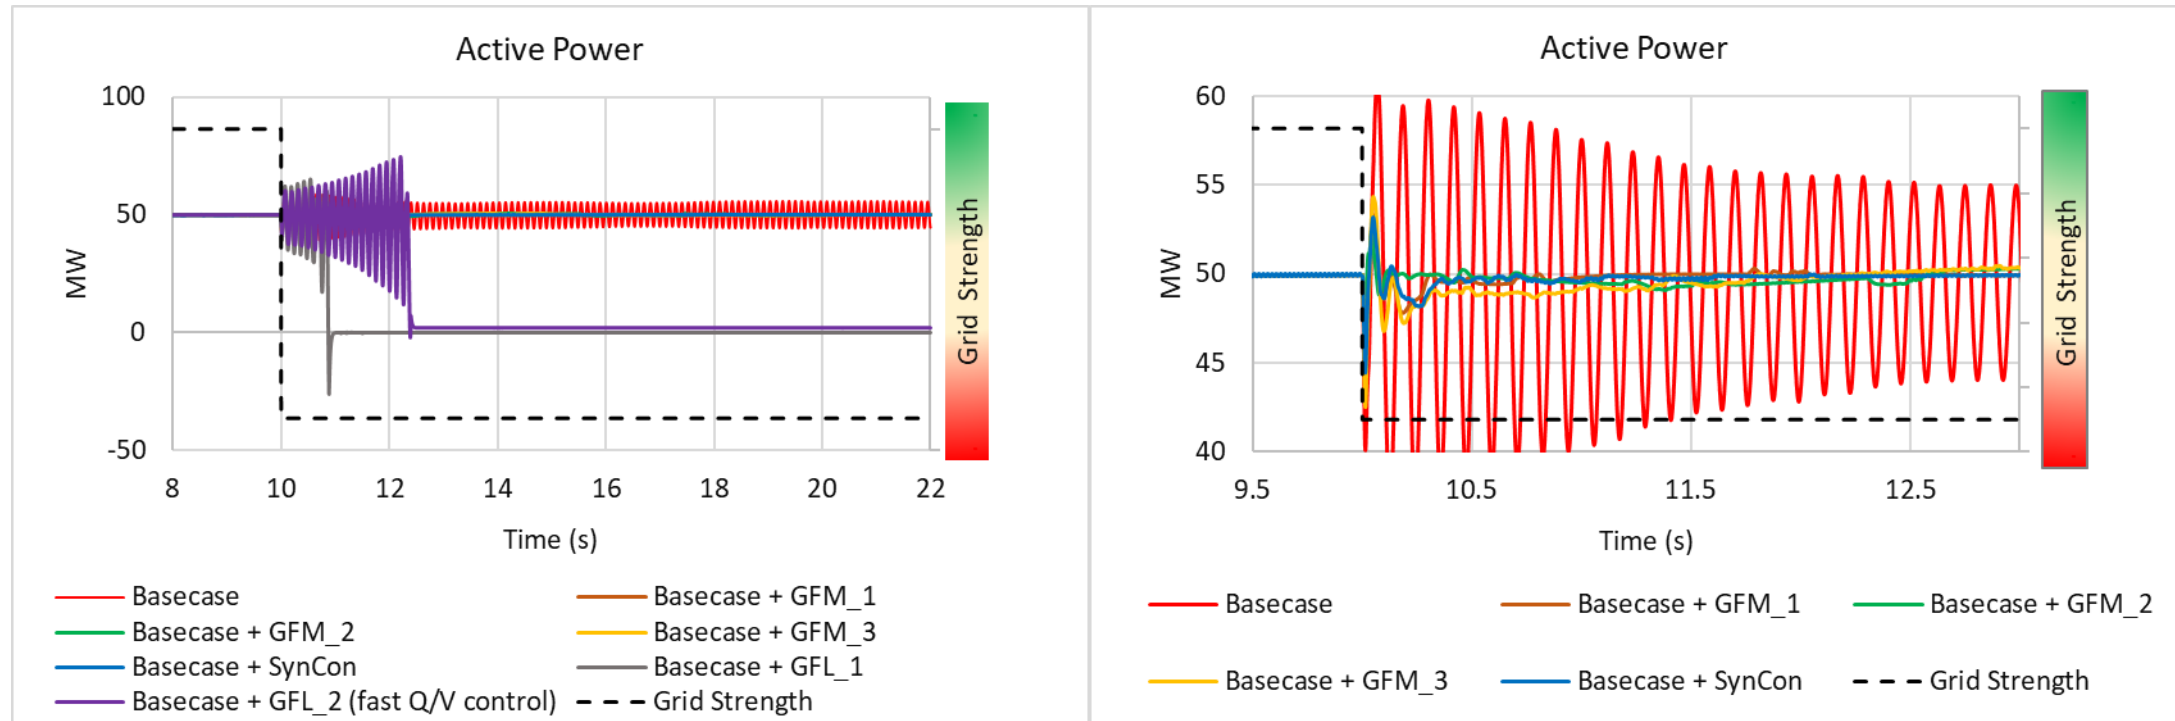 Active Power
100
50
0
-50
MW
8 10 12 14 16 18 20 22
Time (s)
Grid Strength
Basecase
Basecase + GFM_1
Basecase + GFM_2
Basecase + GFM_3
Basecase + SynCon
Basecase + GFL_1
Basecase + GFL_2 (fast Q/V control)
Grid Strength
Active Power
60
55
50
45
40
MW
9.5 10.5 11.5 12.5
Time (s)
Grid Strength
Basecase
Basecase + GFM_1
Basecase + GFM_2
Basecase + GFM_3
Basecase + SynCon
Grid Strength